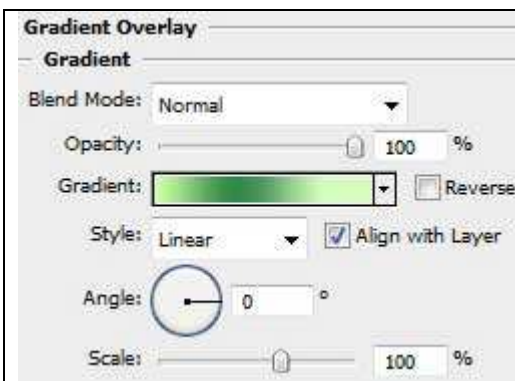 Gradient Overlay
Gradient
Blend Mode: Normal
Opacity: 100 %
Gradient: Reverse
Style: Linear Align with Layer
Angle: 0 °
Scale: 100 %